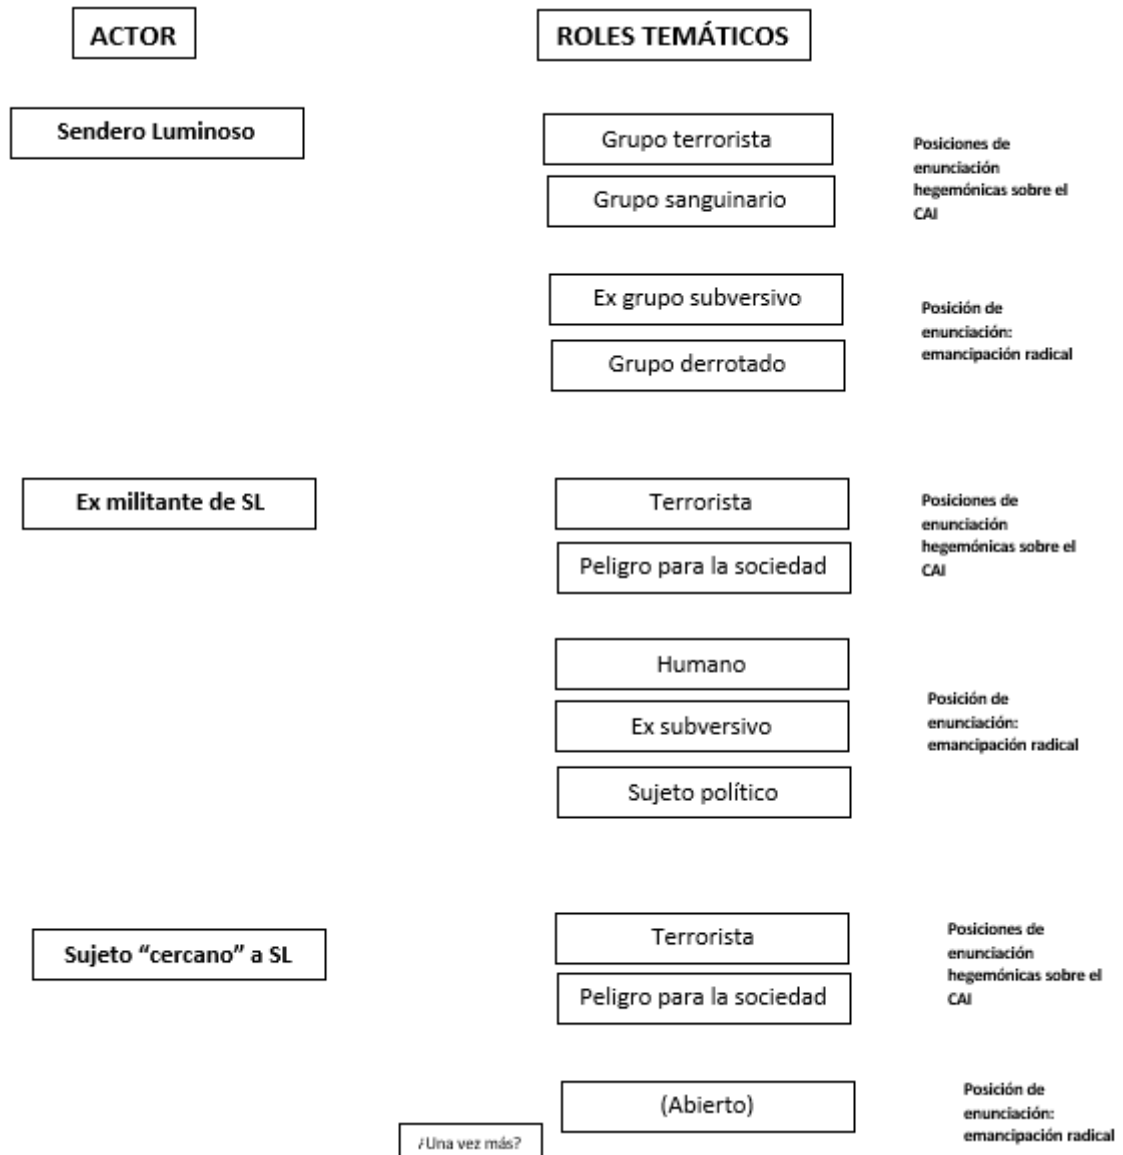 ACTOR
ROLES TEMÁTICOS
Sendero Luminoso
Grupo terrorista
Grupo sanguinario
Posiciones de
enunciación
hegemónicas sobre el
CAI
Ex grupo subversivo
Grupo derrotado
Posición de
enunciación:
emancipación radical
Ex militante de SL
Terrorista
Peligro para la sociedad
Posiciones de
enunciación
hegemónicas sobre el
CAI
Humano
Ex subversivo
Sujeto político
Posición de
enunciación:
emancipación radical
Sujeto “cercano” a SL
Terrorista
Peligro para la sociedad
Posiciones de
enunciación
hegemónicas sobre el
CAI
(Abierto)
Posición de
enunciación:
emancipación radical
¿Una vez más?